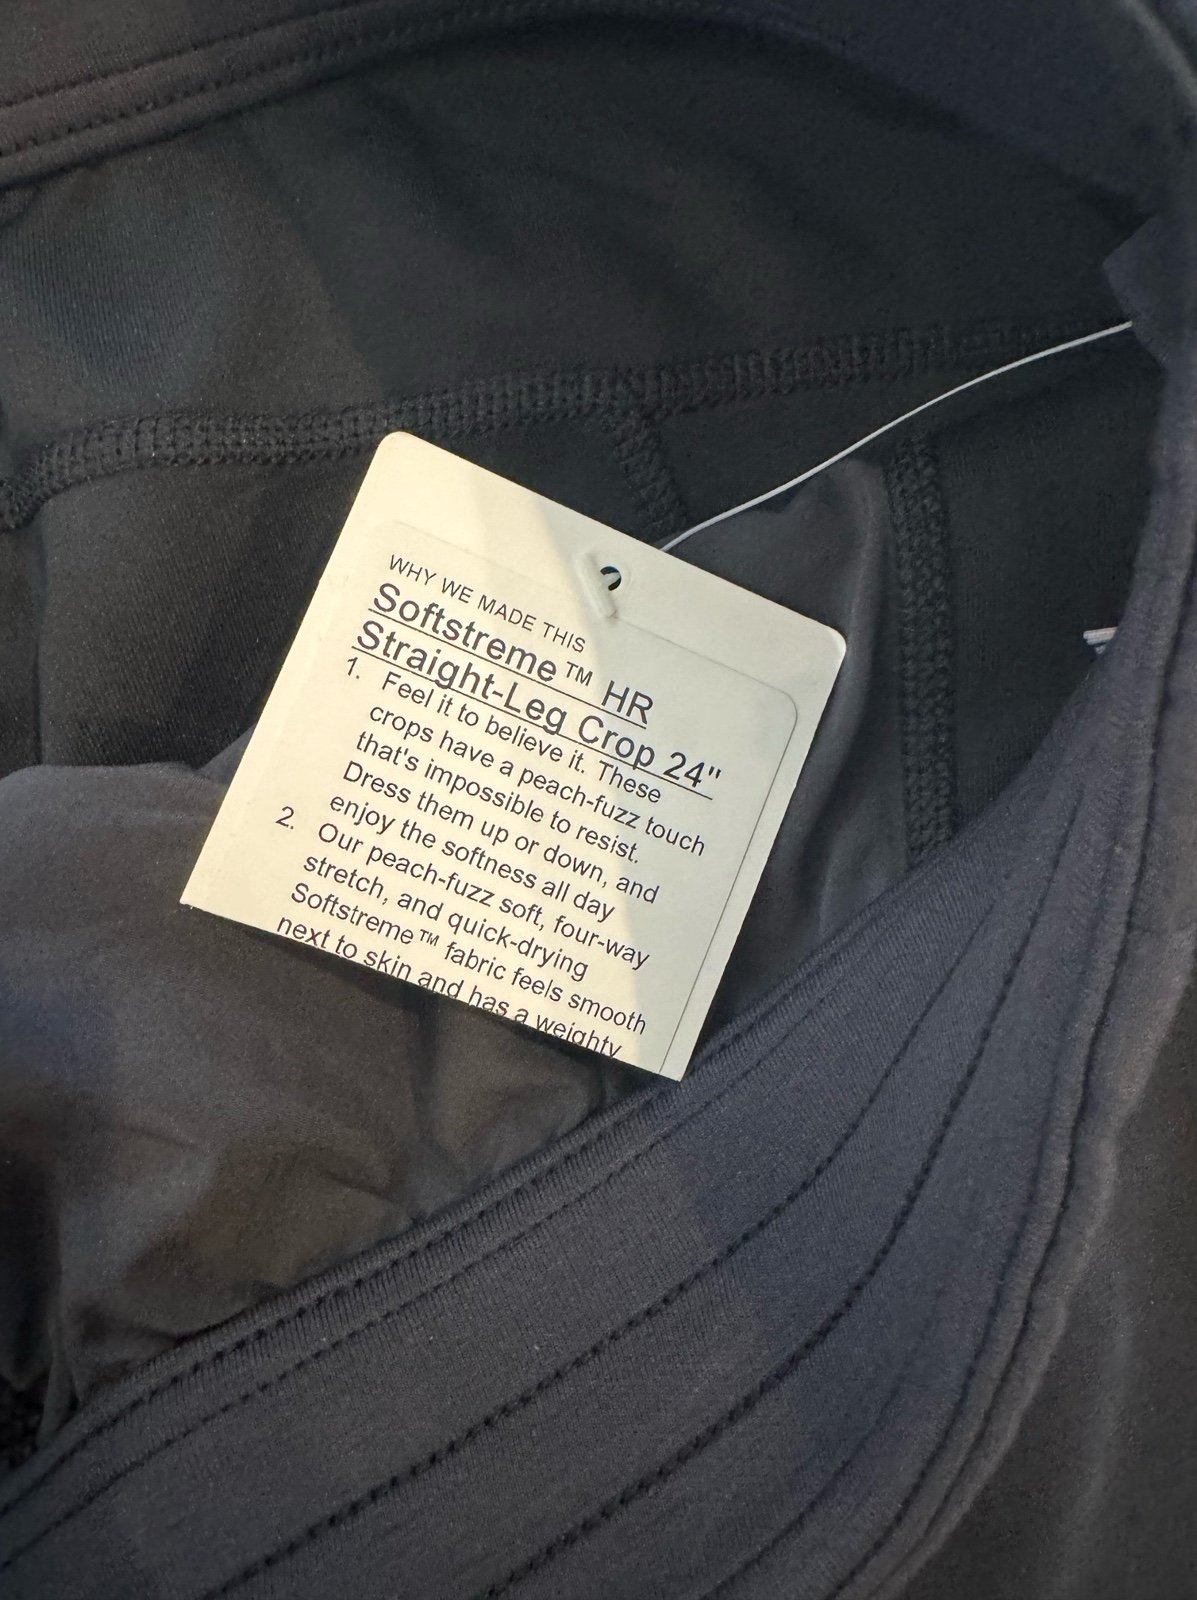 WHY WE MADE THIS
Softstreme™ HR
Straight-Leg Crop 24"
1. Feel it to believe it. These
crops have a peach-fuzz touch
that's impossible to resist.
Dress them up or down, and
enjoy the softness all day
2. Our peach-fuzz soft, four-way
stretch, and quick-drying
Softstreme™ fabric feels smooth
next to skin and has a weighty